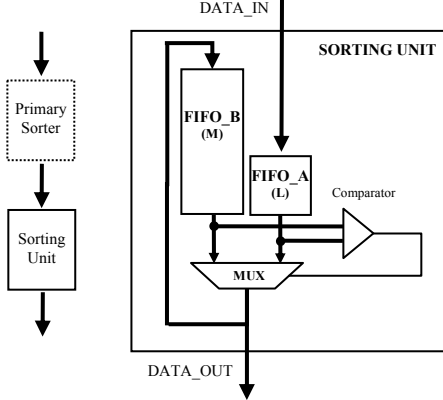 DATA_IN
SORTING UNIT
Primary
Sorter
FIFO_B
(M)
FIFO_A
(L)
Comparator
Sorting
Unit
MUX
DATA_OUT